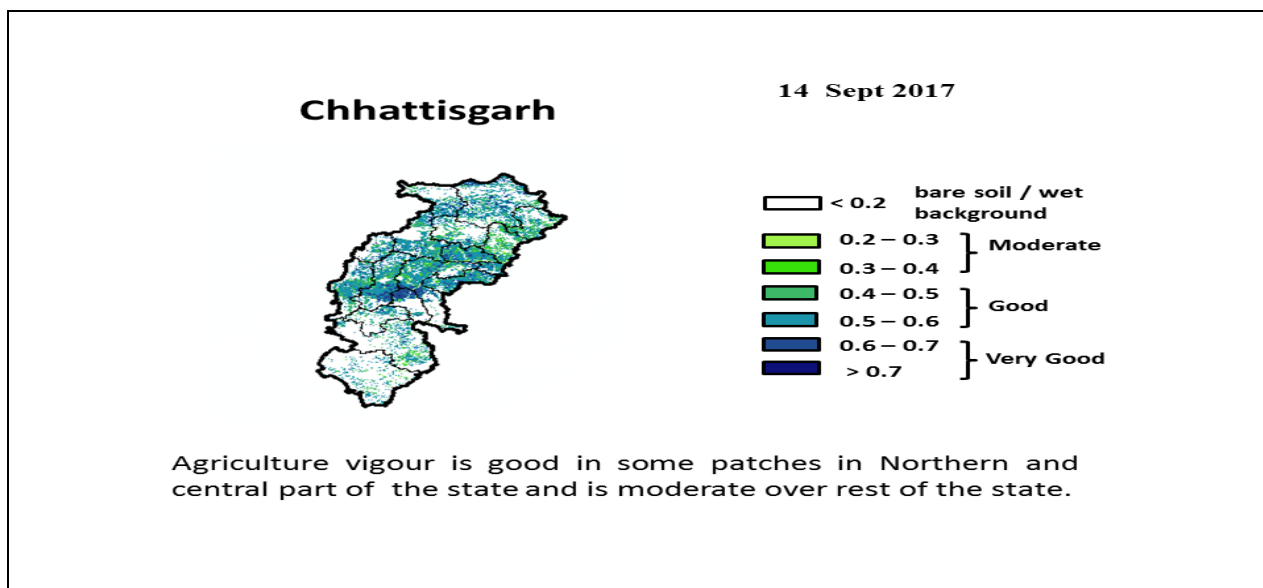 14 Sept 2017
Chhattisgarh
< 0.2 bare soil / wet
background
0.2 – 0.3
Moderate
0.3 – 0.4
0.4 – 0.5
Good
0.5 – 0.6
0.6 – 0.7
Very Good
> 0.7
Agriculture vigour is good in some patches in Northern and
central part of the state and is moderate over rest of the state.